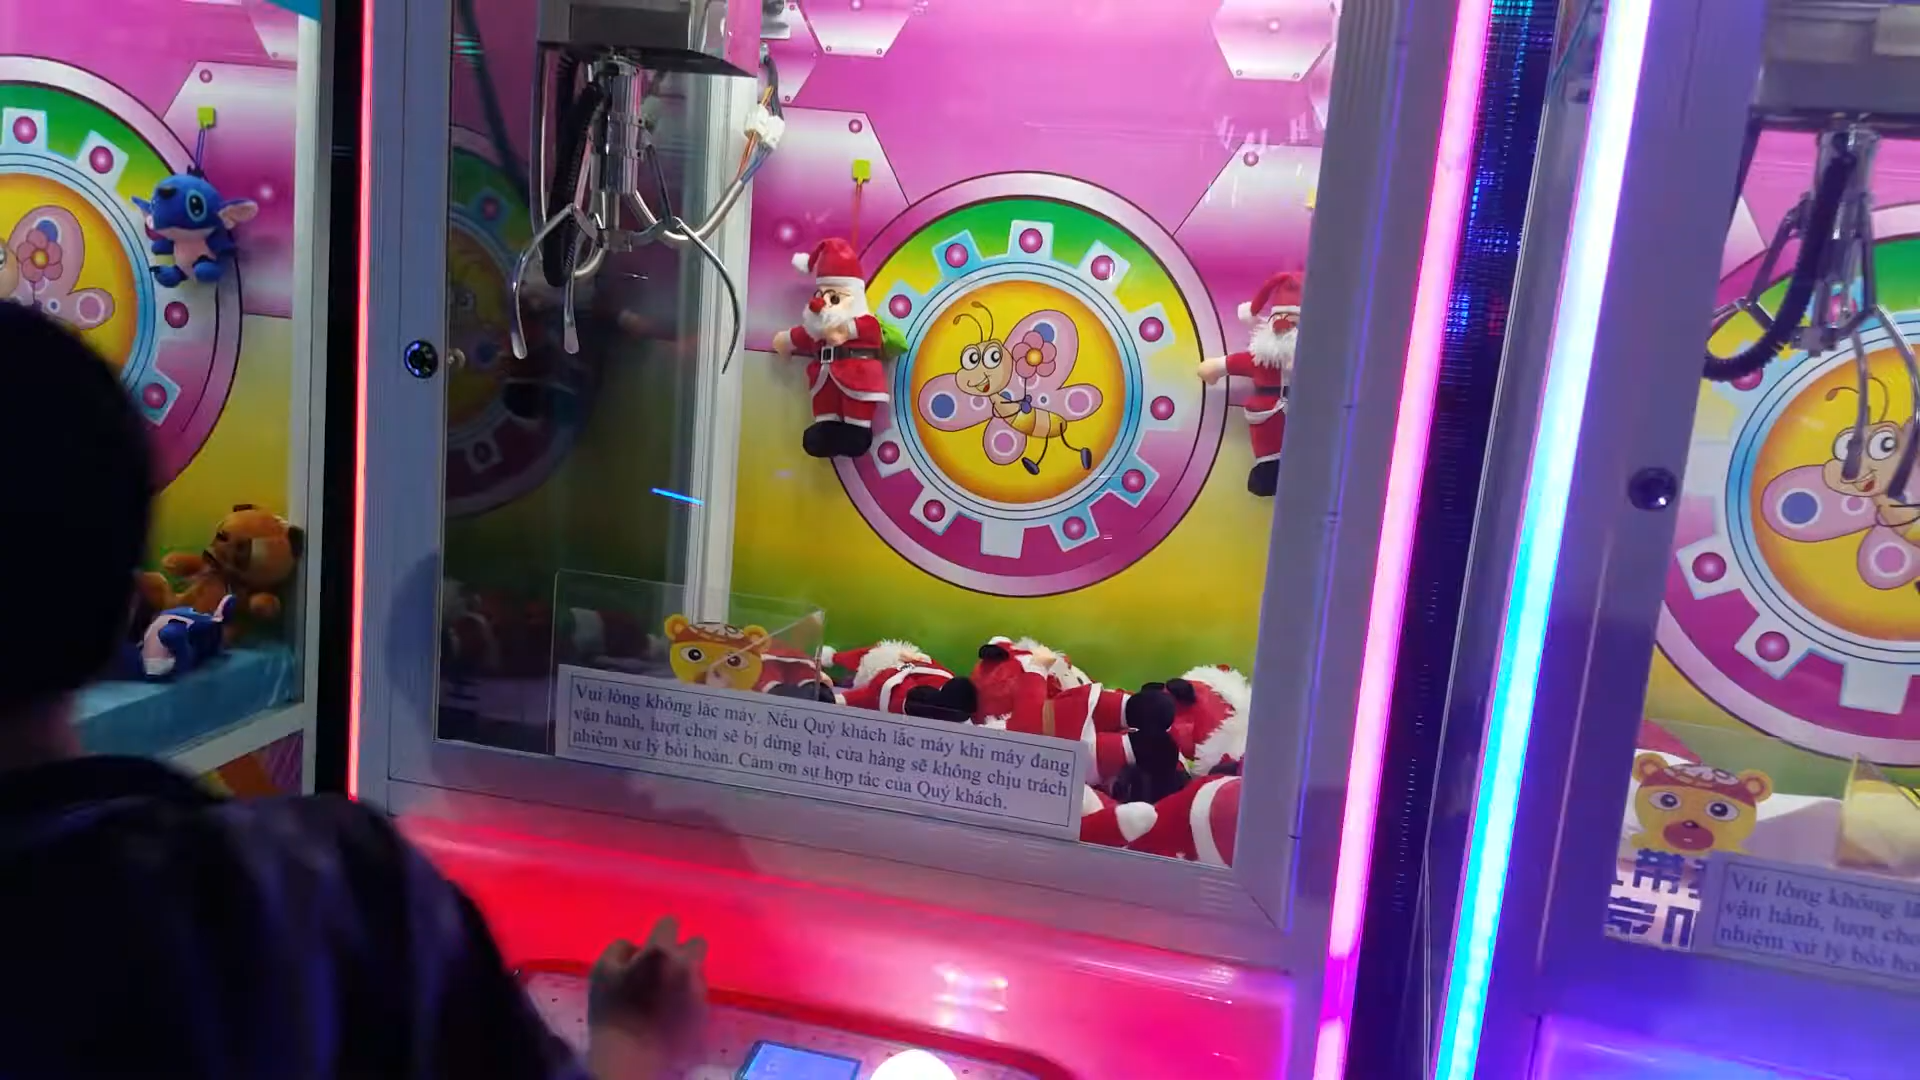 Vui lòng không lắc máy. Nếu Quý khách lắc máy khi máy đang
vận hành, lượt chơi sẽ bị dừng lại, cửa hàng sẽ không chịu trách
nhiệm xử lý bồi hoàn. Cảm ơn sự hợp tác của Quý khách.
Vui lòng không
vận hành, lượt
nhiệm xử lý bồi